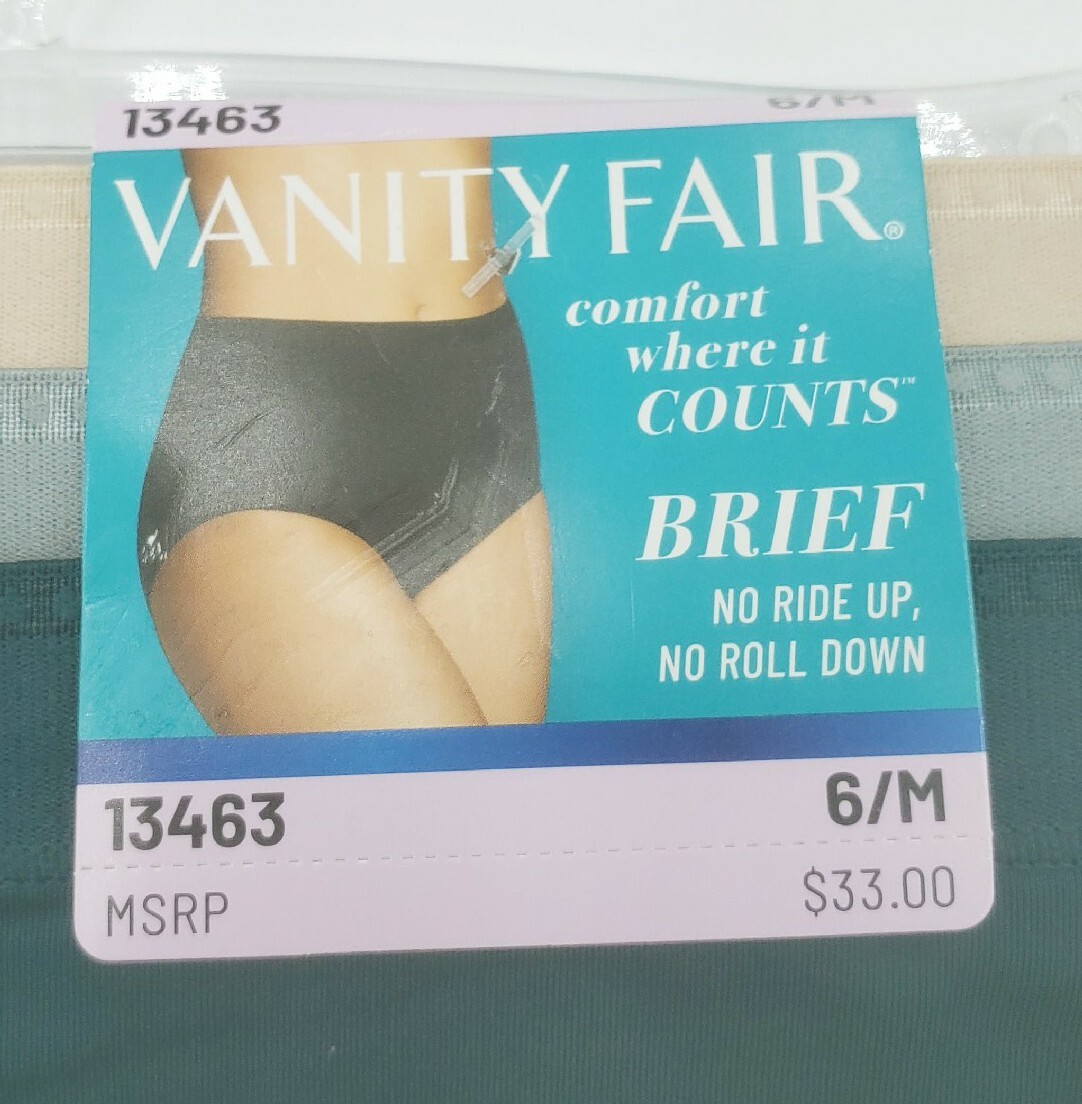 13463 6/M
VANITY FAIR®
comfort
where it
COUNTS™
BRIEF
NO RIDE UP,
NO ROLL DOWN
13463 6/M
MSRP $33.00